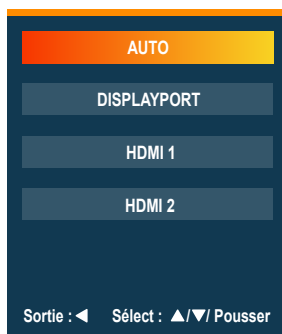 AUTO
DISPLAYPORT
HDMI 1
HDMI 2
Sortie : ◀ Sélect : ▲/▼/ Pousser